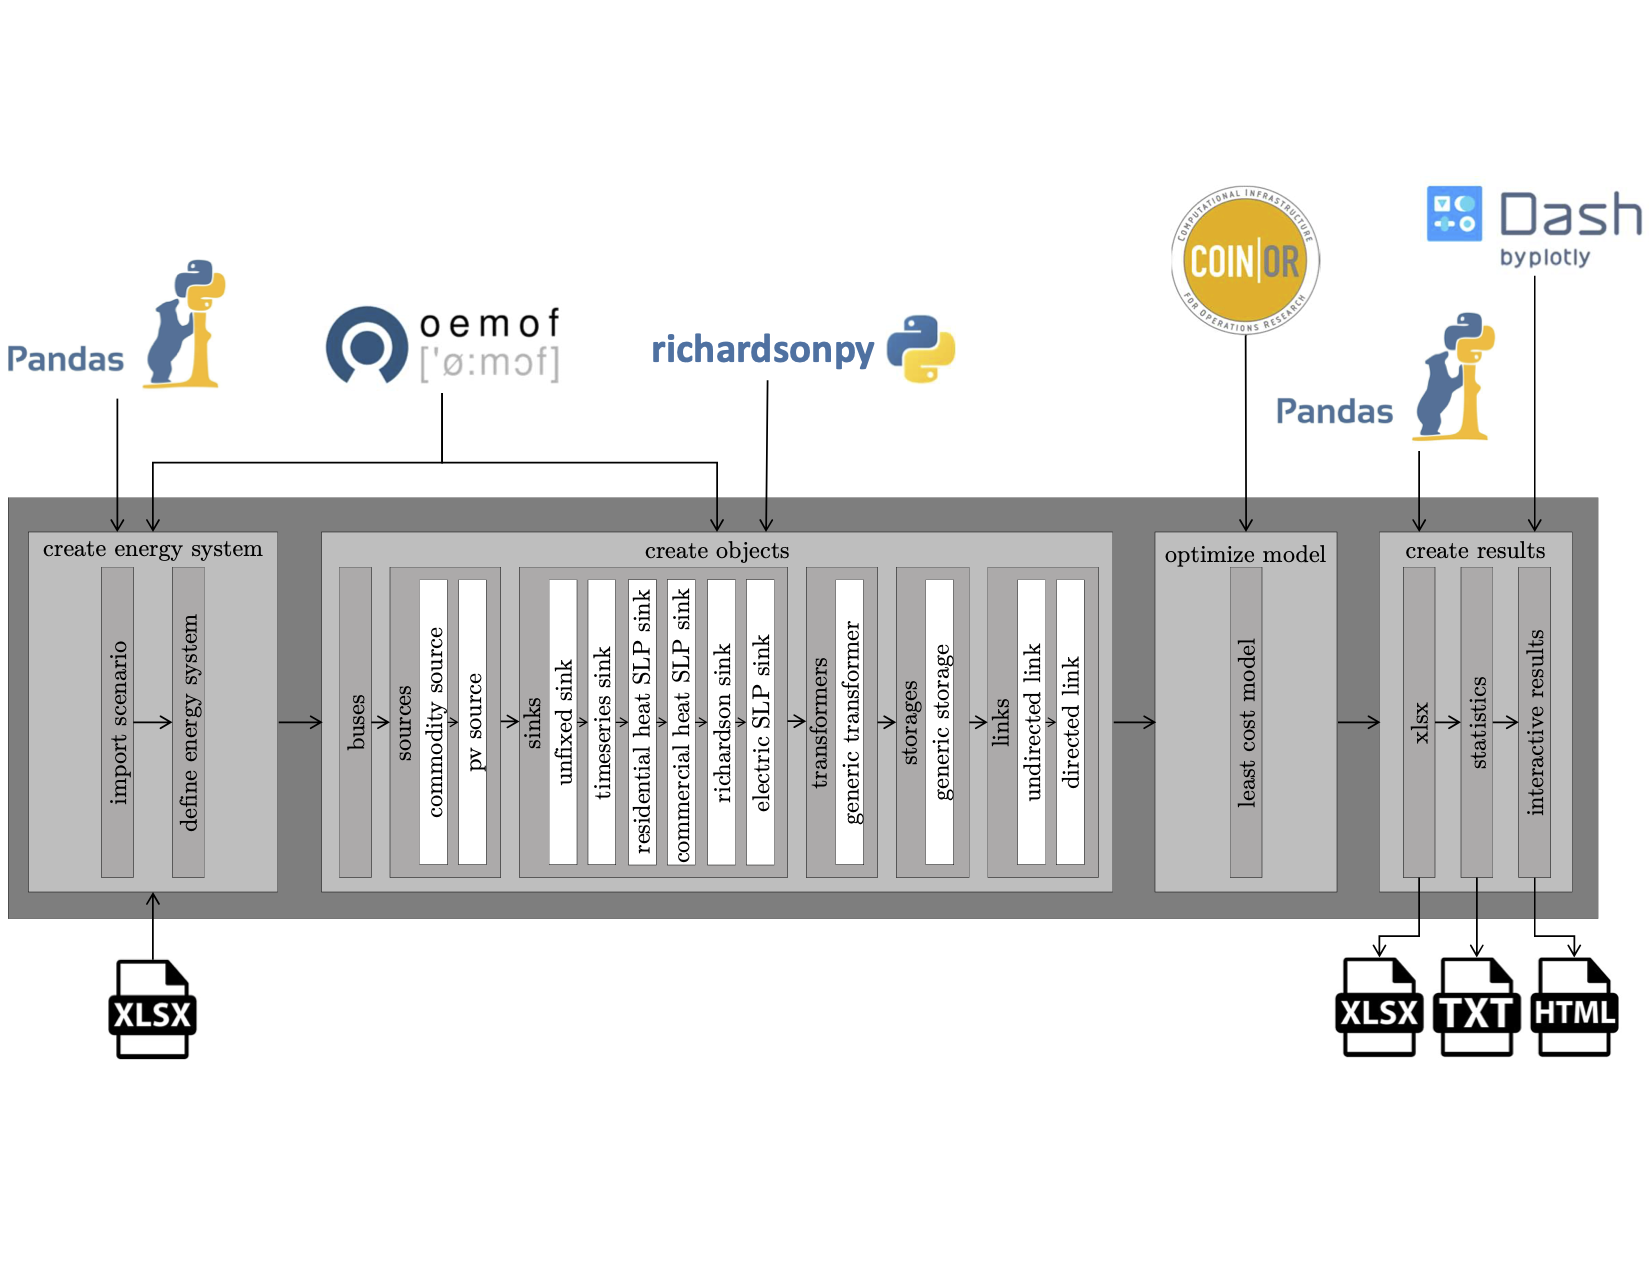 COMPUTATIONAL INFRASTRUCTURE
COIN|OR
FOR OPERATIONS RESEARCH
Dash
byplotly
Pandas
oemof
['ø:mɔf]
richardsonpy
Pandas
create energy system
import scenario
define energy system
create objects
buses
sources
commodity source
pv source
sinks
unfixed sink
timeseries sink
residential heat SLP sink
commercial heat SLP sink
richardson sink
electric SLP sink
transformers
generic transformer
storages
generic storage
links
undirected link
directed link
optimize model
least cost model
create results
xlsx
statistics
interactive results
XLSX
XLSX
TXT
HTML